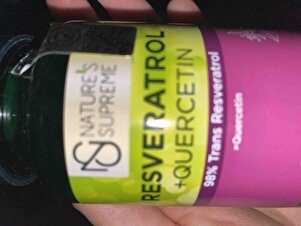 NATURE'S
SUPREME
RESVERATROL
+QUERCETIN
98% Trans Resveratrol
+Quercetin